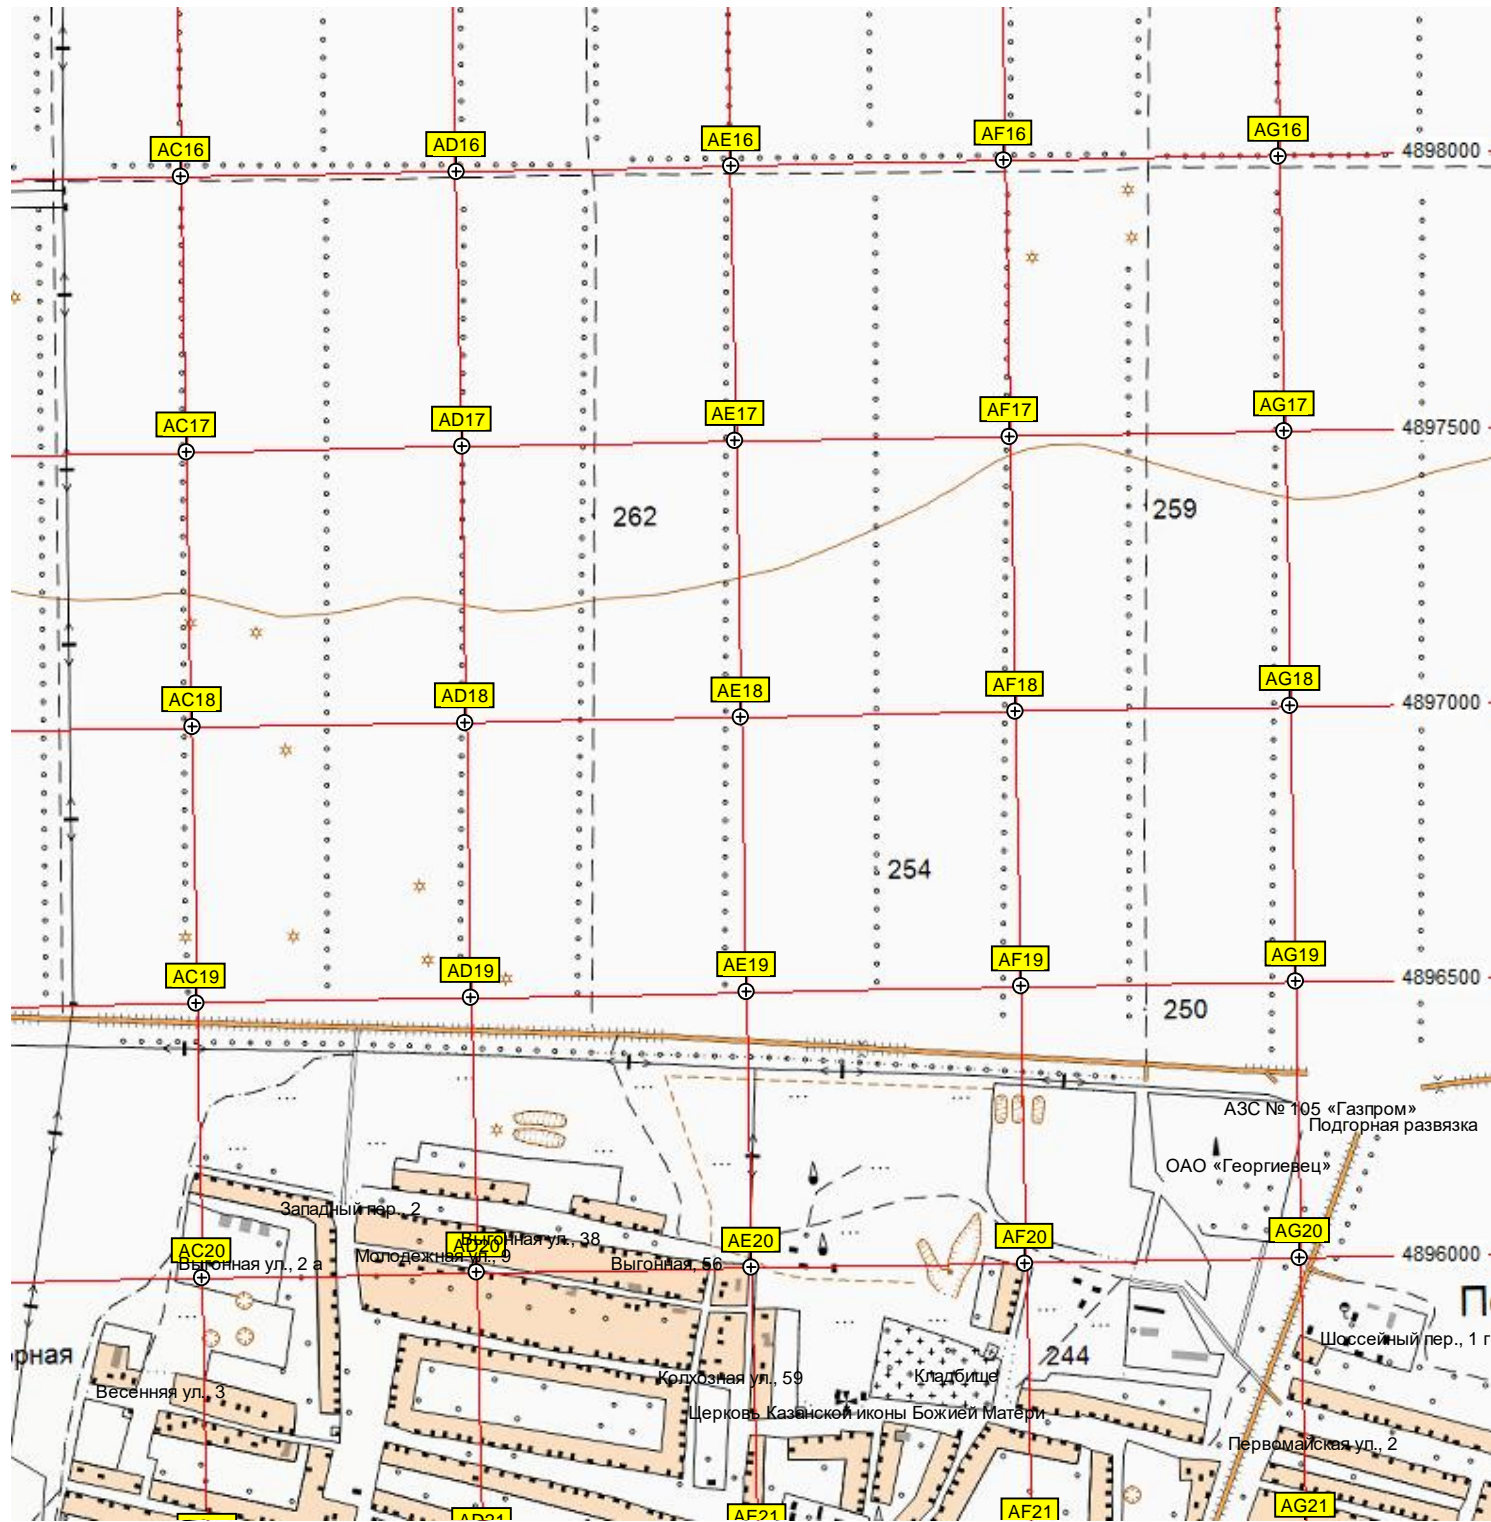 AC16
AD16
AE16
AF16
AG16
4898000
AC17
AD17
AE17
AF17
AG17
4897500
262
259
AC18
AD18
AE18
AF18
AG18
4897000
254
AC19
AD19
AE19
AF19
AG19
4896500
250
АЗС № 105 «Газпром»
Подгорная развязка
ОАО «Георгиевец»
Западный пер., 2
AC20
AD20
AE20
AF20
AG20
4896000
Выгонная ул., 38
Молодежная ул., 9
Выгонная ул., 2 а
Выгонная, 56
П
Шоссейный пер., 1 г
рная
244
Весенняя ул., 3
Колхозная ул., 59
Кладбище
Церковь Казанской иконы Божией Матери
Первомайская ул., 2
AD21
AE21
AF21
AG21